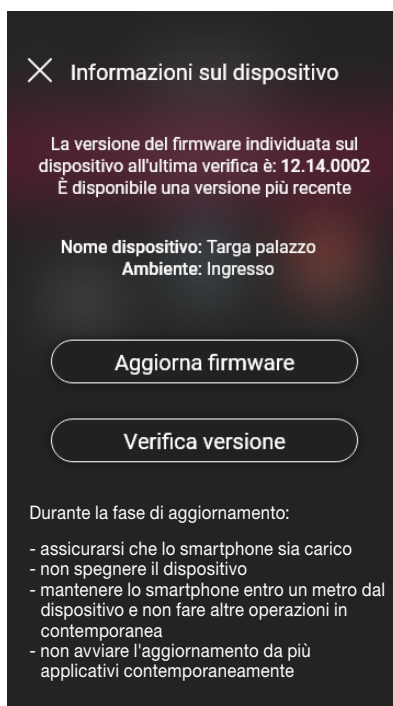 Informazioni sul dispositivo
La versione del firmware individuata sul
dispositivo all'ultima verifica è: 12.14.0002
È disponibile una versione più recente
Nome dispositivo: Targa palazzo
Ambiente: Ingresso
Aggiorna firmware
Verifica versione
Durante la fase di aggiornamento:
- assicurarsi che lo smartphone sia carico
- non spegnere il dispositivo
- mantenere lo smartphone entro un metro dal
dispositivo e non fare altre operazioni in
contemporanea
- non avviare l'aggiornamento da più
applicativi contemporaneamente